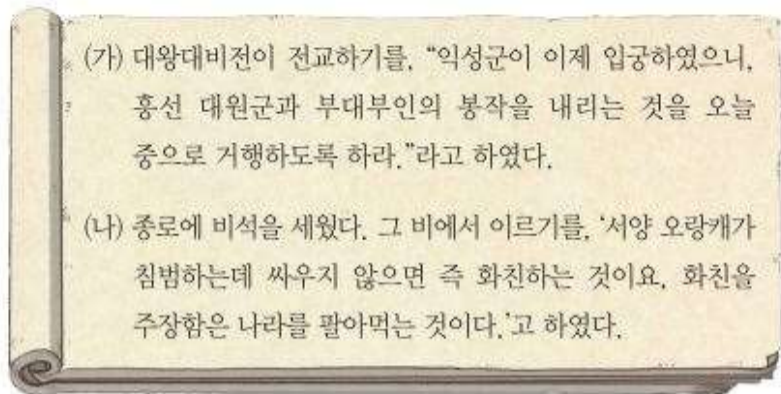 (가) 대왕대비전이 전교하기를, “익성군이 이제 입궁하였으니,
흥선 대원군과 부대부인의 봉작을 내리는 것을 오늘
중으로 거행하도록 하라.”라고 하였다.
(나) 종로에 비석을 세웠다. 그 비에서 이르기를, ‘서양 오랑캐가
침범하는데 싸우지 않으면 즉 화친하는 것이요, 화친을
주장함은 나라를 팔아먹는 것이다.’고 하였다.